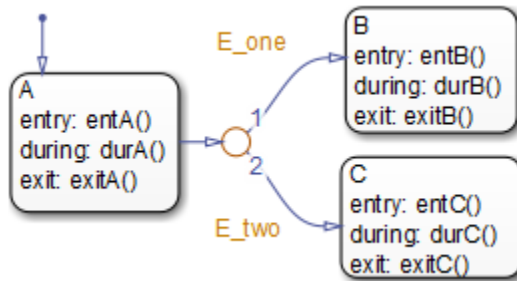 A
entry: entA()
during: durA()
exit: exitA()
E_one
1
2
E_two
B
entry: entB()
during: durB()
exit: exitB()
C
entry: entC()
during: durC()
exit: exitC()